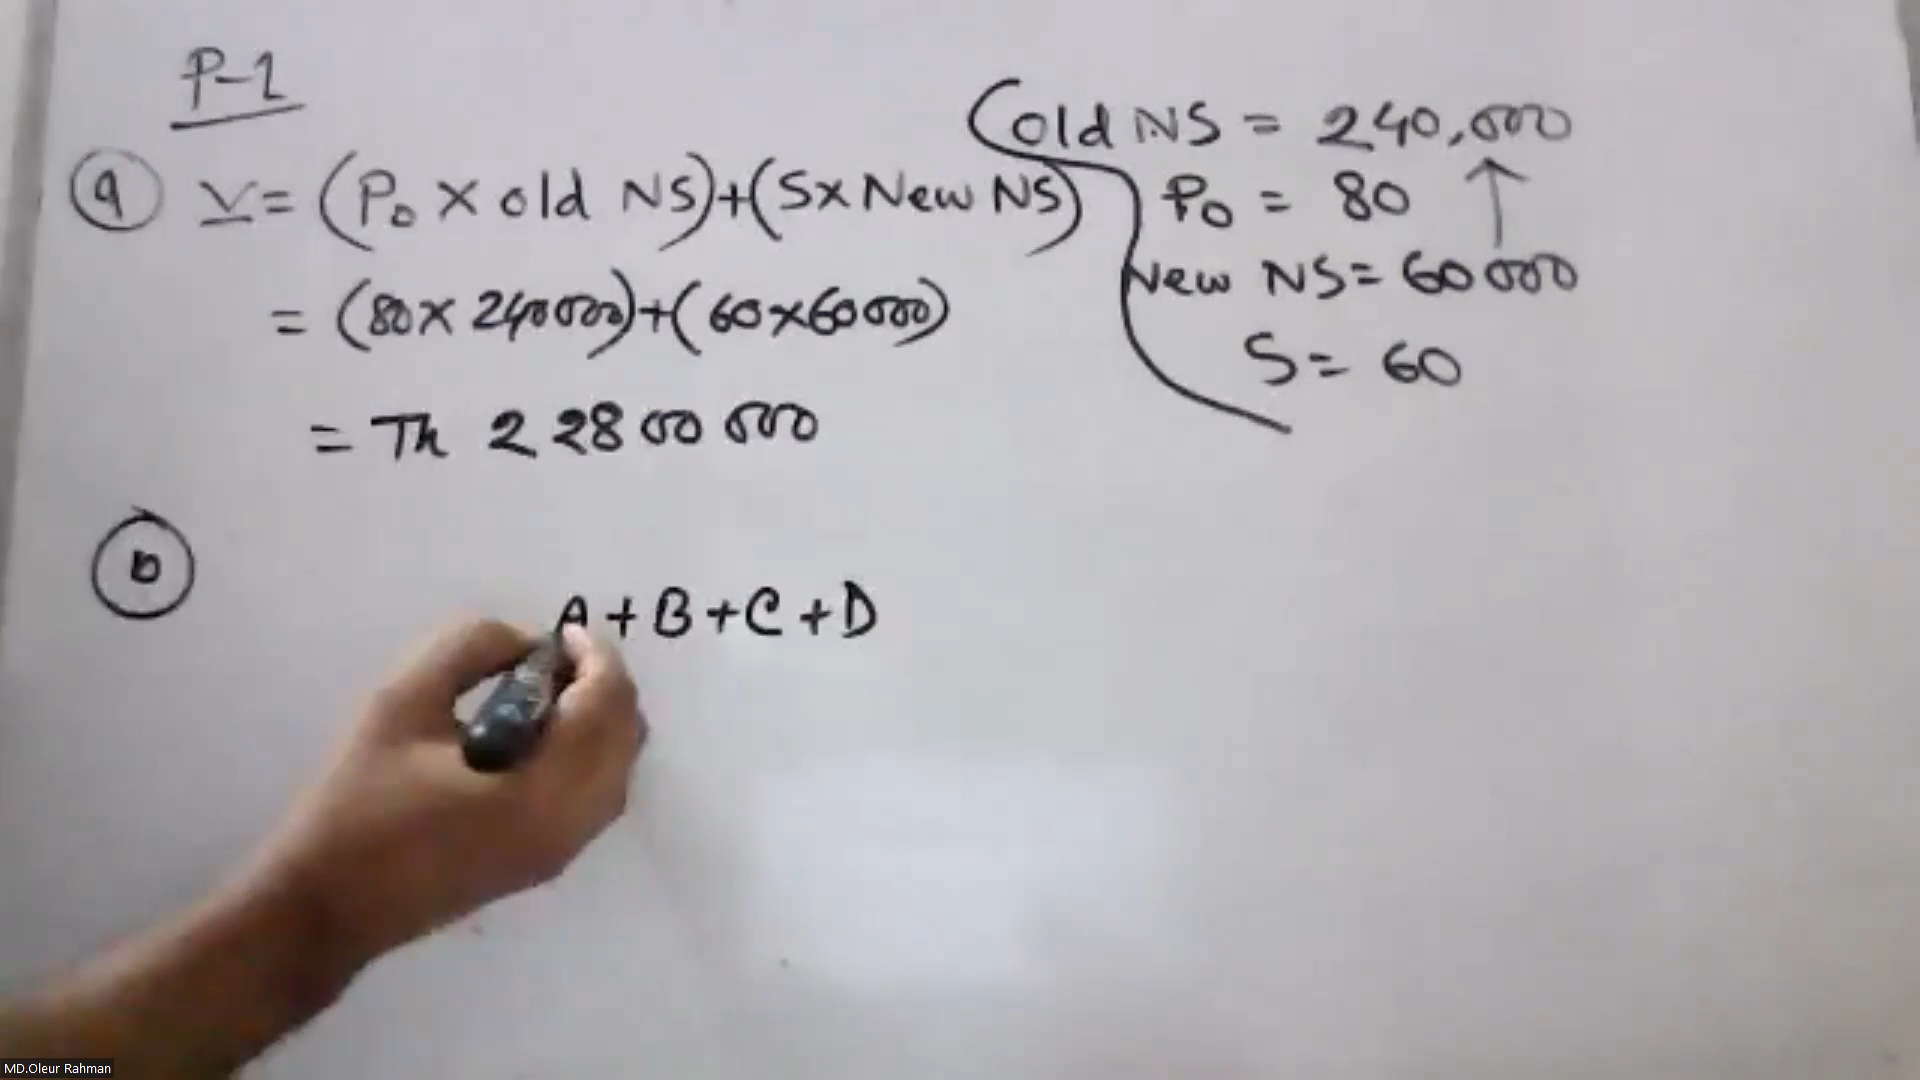 P-1
(a) V = (P₀ × old NS) + (S × New NS)
= (80 × 240000) + (60 × 60000)
= Tk 22800000
old NS = 240,000
P₀ = 80 ↑
New NS = 60000
S = 60
(b)
A + B + C + D
MD.Oleur Rahman